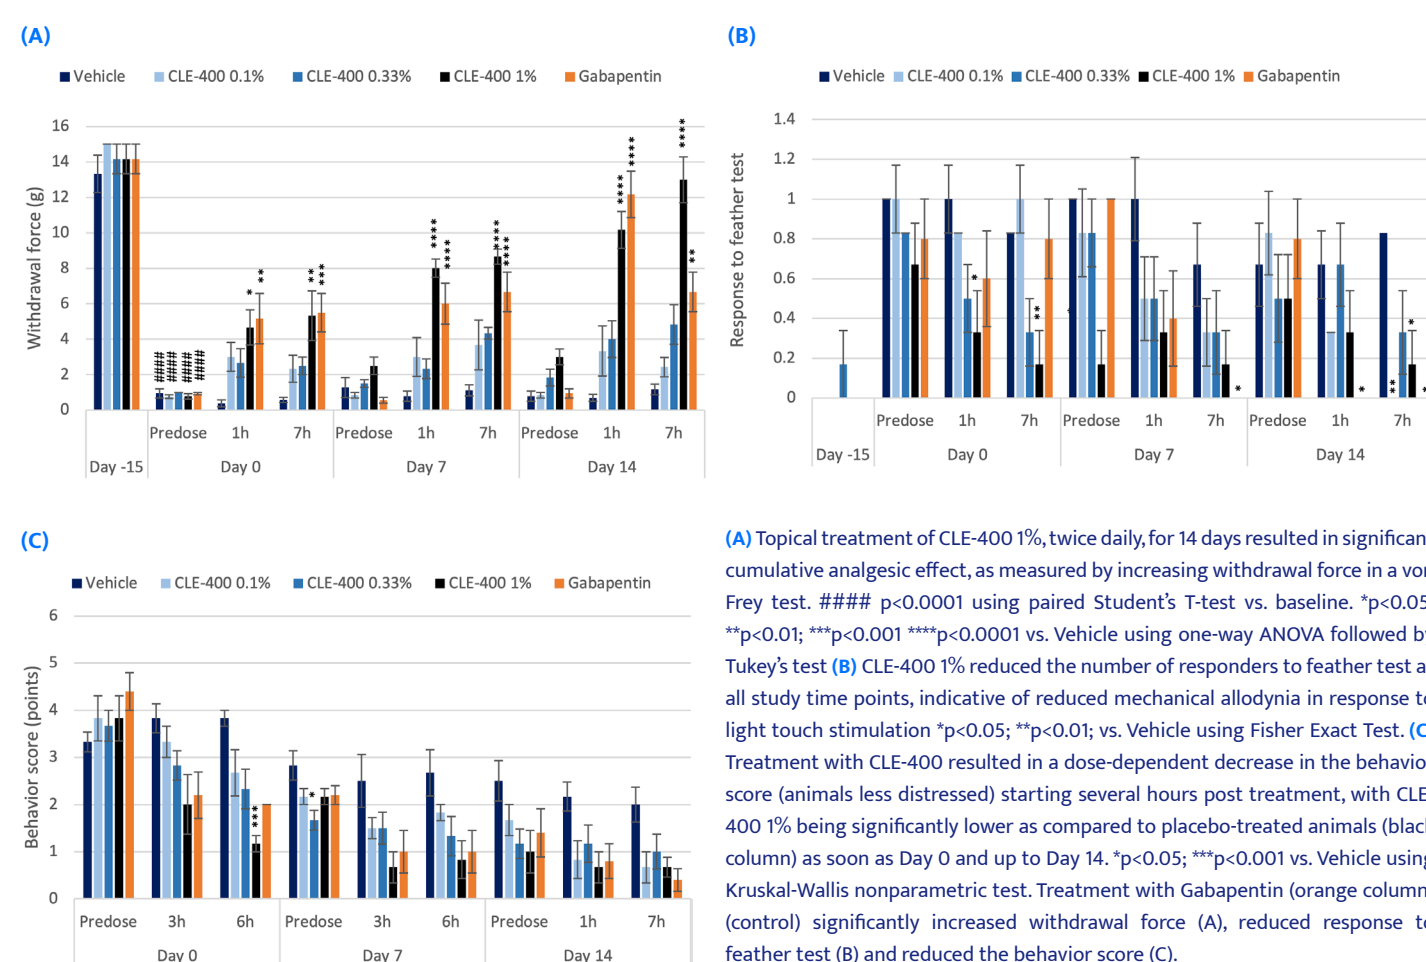 (A)
Vehicle CLE-400 0.1% CLE-400 0.33% CLE-400 1% Gabapentin
Withdrawal force (g)
16
14
12
10
8
6
4
2
0
#### #### #### ####
* ** ** *** **** **** **** **** **** **** **** **
Predose 1h 7h Predose 1h 7h Predose 1h 7h
Day -15 Day 0 Day 7 Day 14
(B)
Vehicle CLE-400 0.1% CLE-400 0.33% CLE-400 1% Gabapentin
Response to feather test
1.4
1.2
1
0.8
0.6
0.4
0.2
0
* ** * * * ** * *
Predose 1h 7h Predose 1h 7h Predose 1h 7h
Day -15 Day 0 Day 7 Day 14
(C)
Vehicle CLE-400 0.1% CLE-400 0.33% CLE-400 1% Gabapentin
Behavior score (points)
6
5
4
3
2
1
0
*** *
Predose 3h 6h Predose 3h 6h Predose 1h 7h
Day 0 Day 7 Day 14
(A) Topical treatment of CLE-400 1%, twice daily, for 14 days resulted in significan
cumulative analgesic effect, as measured by increasing withdrawal force in a vor
Frey test. #### p<0.0001 using paired Student's T-test vs. baseline. *p<0.05
**p<0.01; ***p<0.001 ****p<0.0001 vs. Vehicle using one-way ANOVA followed by
Tukey's test (B) CLE-400 1% reduced the number of responders to feather test a
all study time points, indicative of reduced mechanical allodynia in response to
light touch stimulation *p<0.05; **p<0.01; vs. Vehicle using Fisher Exact Test. (C
Treatment with CLE-400 resulted in a dose-dependent decrease in the behavio
score (animals less distressed) starting several hours post treatment, with CLE-
400 1% being significantly lower as compared to placebo-treated animals (black
column) as soon as Day 0 and up to Day 14. *p<0.05; ***p<0.001 vs. Vehicle using
Kruskal-Wallis nonparametric test. Treatment with Gabapentin (orange column
(control) significantly increased withdrawal force (A), reduced response to
feather test (B) and reduced the behavior score (C).